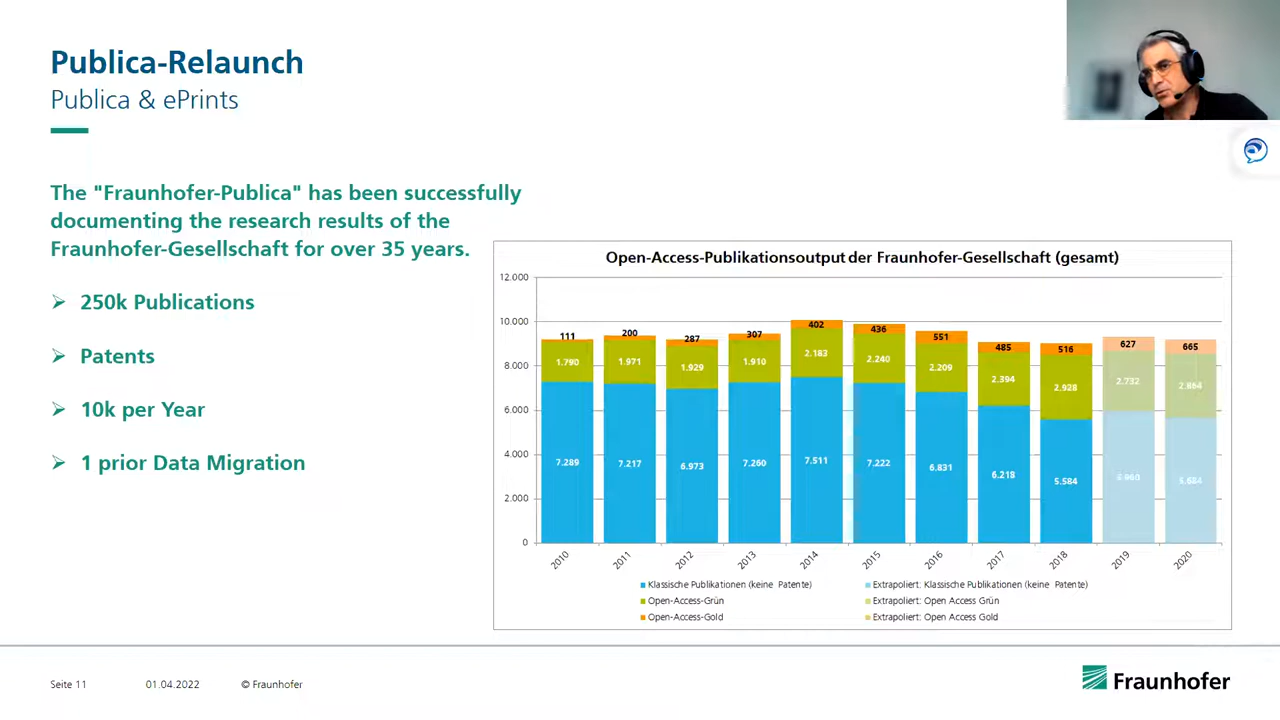 Publica-Relaunch
Publica & ePrints
The "Fraunhofer-Publica" has been successfully
documenting the research results of the
Fraunhofer-Gesellschaft for over 35 years.
250k Publications
Patents
10k per Year
1 prior Data Migration
Open-Access-Publikationsoutput der Fraunhofer-Gesellschaft (gesamt)
12.000
10.000
8.000
6.000
4.000
2.000
0
111 200 287 307 402 436 551 485 516 627 665
1.790 1.971 1.929 1.910 2.183 2.240 2.209 2.394 2.928 2.732 2.864
7.289 7.217 6.973 7.260 7.511 7.222 6.831 6.218 5.584
2010 2011 2012 2013 2014 2015 2016 2017 2018 2019 2020
Klassische Publikationen (keine Patente) Extrapoliert: Klassische Publikationen (keine Patente)
Open-Access-Grün Extrapoliert: Open Access Grün
Open-Access-Gold Extrapoliert: Open Access Gold
Seite 11 01.04.2022 © Fraunhofer
Fraunhofer